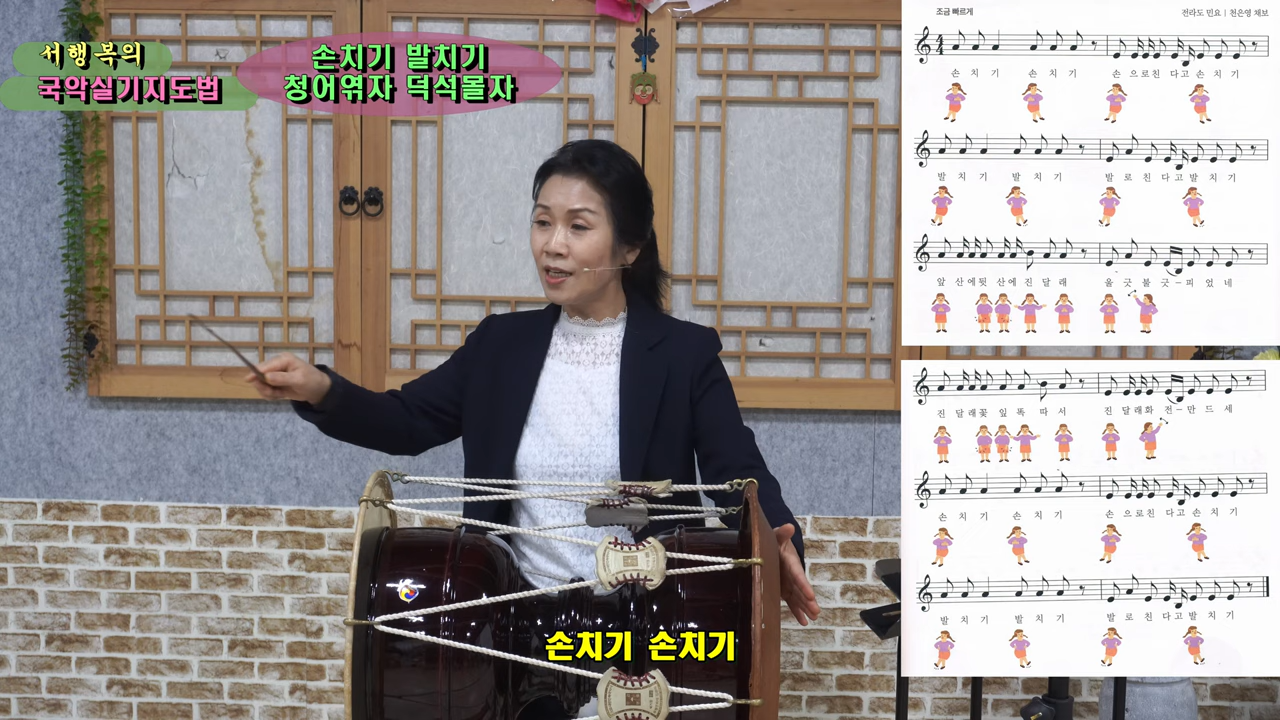 서행복의
국악실기지도법
손치기 발치기
청어엮자 덕석몰자
조금 빠르게
전라도 민요 | 천은영 채보
손 치 기 손 치 기 손 으로친 다고 손 치 기
발 치 기 발 치 기 발 로 친 다 고 발 치 기
앞 산에뒷 산에 진 달 래 울 긋 불 긋 - 피 었 네
진 달래꽃 잎 똑 따 서 진 달래화 전 - 만 드 세
손 치 기 손 치 기 손 으로친 다고 손 치 기
발 치 기 발 치 기 발 로 친 다고 발 치 기
손치기 손치기